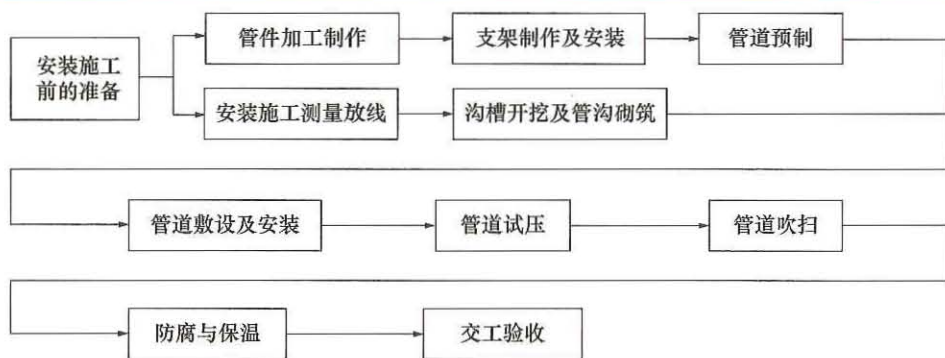 安装施工
前的准备
管件加工制作
支架制作及安装
管道预制
安装施工测量放线
沟槽开挖及管沟砌筑
管道敷设及安装
管道试压
管道吹扫
防腐与保温
交工验收